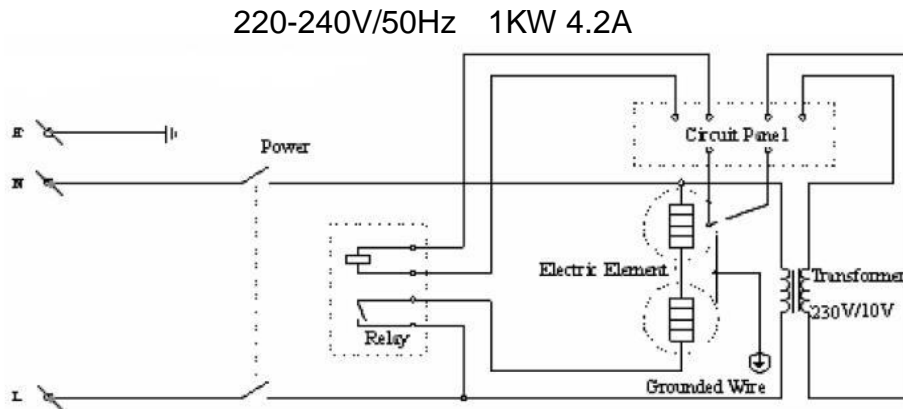 220-240V/50Hz 1KW 4.2A
Circuit Panel
Power
N
Electric Element
Transformer
230V/10V
Relay
Grounded Wire
L